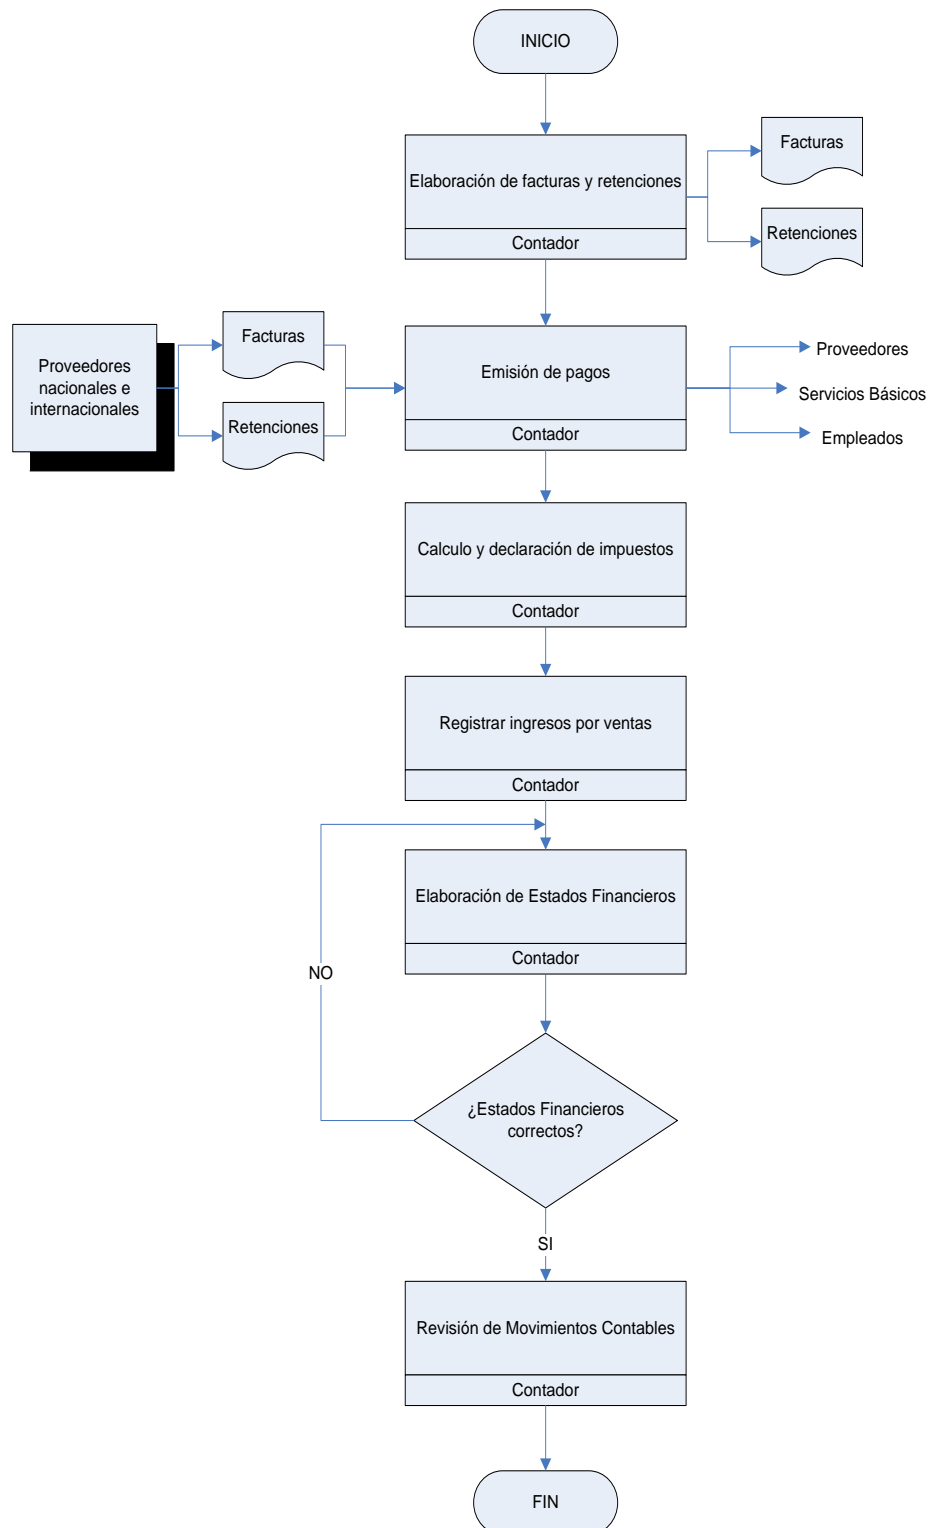 INICIO
Elaboración de facturas y retenciones
Contador
Facturas
Retenciones
Proveedores
nacionales e
internacionales
Facturas
Retenciones
Emisión de pagos
Contador
Proveedores
Servicios Básicos
Empleados
Calculo y declaración de impuestos
Contador
Registrar ingresos por ventas
Contador
Elaboración de Estados Financieros
Contador
NO
¿Estados Financieros
correctos?
SI
Revisión de Movimientos Contables
Contador
FIN